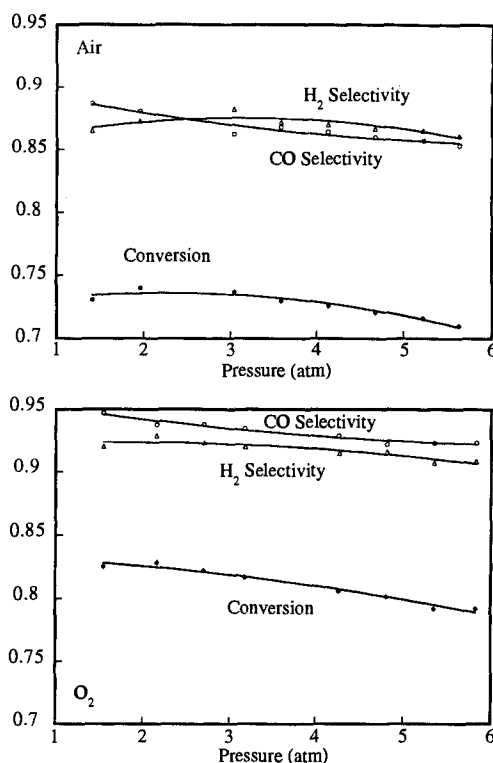 0.95
Air
H2 Selectivity
0.9
0.85
CO Selectivity
0.8
Conversion
0.75
0.7
1 2 3 4 5 6
Pressure (atm)
0.95
CO Selectivity
0.9
H2 Selectivity
0.85
0.8
Conversion
0.75
O2
0.7
1 2 3 4 5 6
Pressure (atm)